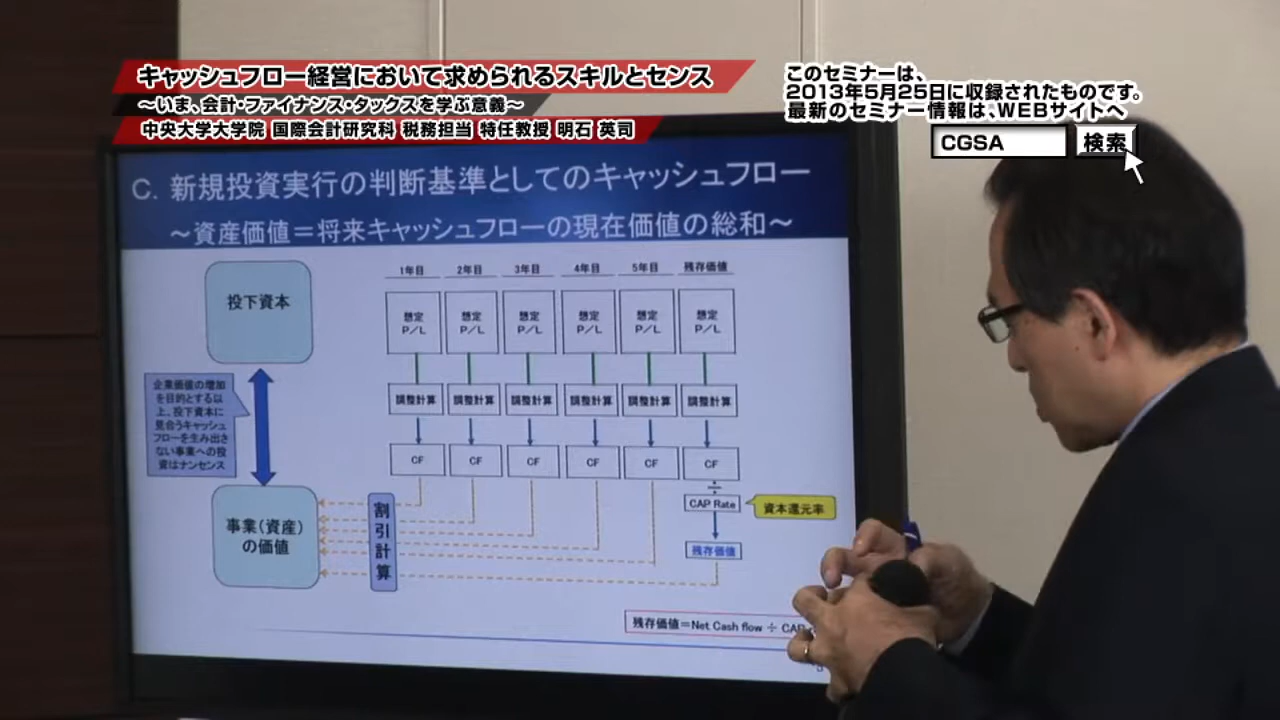 キャッシュフロー経営において求められるスキルとセンス
～いま、会計・ファイナンス・タックスを学ぶ意義～
中央大学大学院 国際会計研究科 税務担当 特任教授 明石 英司
このセミナーは、
2013年5月25日に収録されたものです。
最新のセミナー情報は、WEBサイトへ
CGSA 検索
C. 新規投資実行の判断基準としてのキャッシュフロー
～資産価値＝将来キャッシュフローの現在価値の総和～
1年目 2年目 3年目 4年目 5年目 残存価値
投下資本
想定 想定 想定 想定 想定 想定
P／L P／L P／L P／L P／L P／L
企業価値の増加
を目的とする以
上、投下資本に
見合うキャッシュ
フローを生み出さ
ない事業への投
資はナンセンス
調整計算 調整計算 調整計算 調整計算 調整計算 調整計算
CF CF CF CF CF CF
÷
CAP Rate 資本還元率
事業（資産）
の価値
割引計算
残存価値
残存価値＝Net Cash flow ÷ CAP